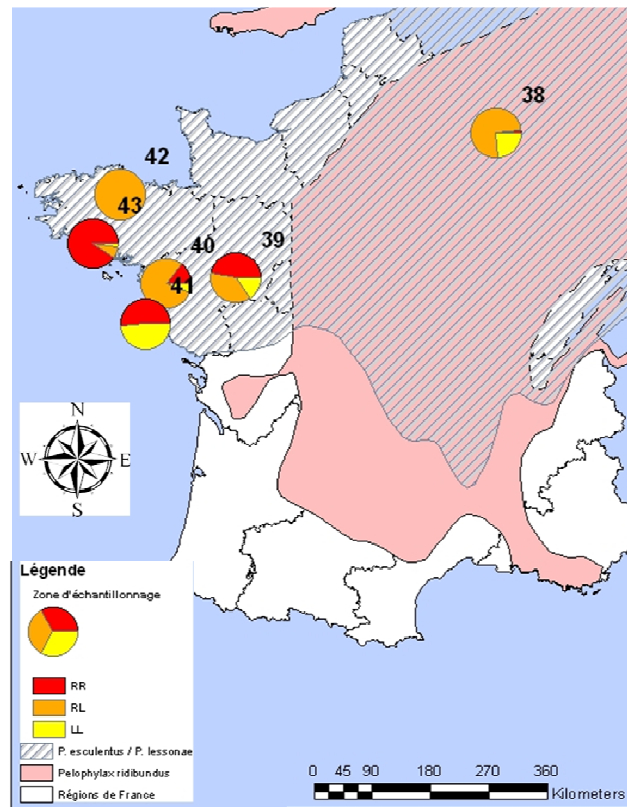 38
42
43
40
39
41
N
W E
S
Légende
Zone d'échantillonnage
RR
RL
LL
P. esculentus / P. lessonae
Pelophylax ridibundus
Régions de France
0 45 90 180 270 360
Kilometers